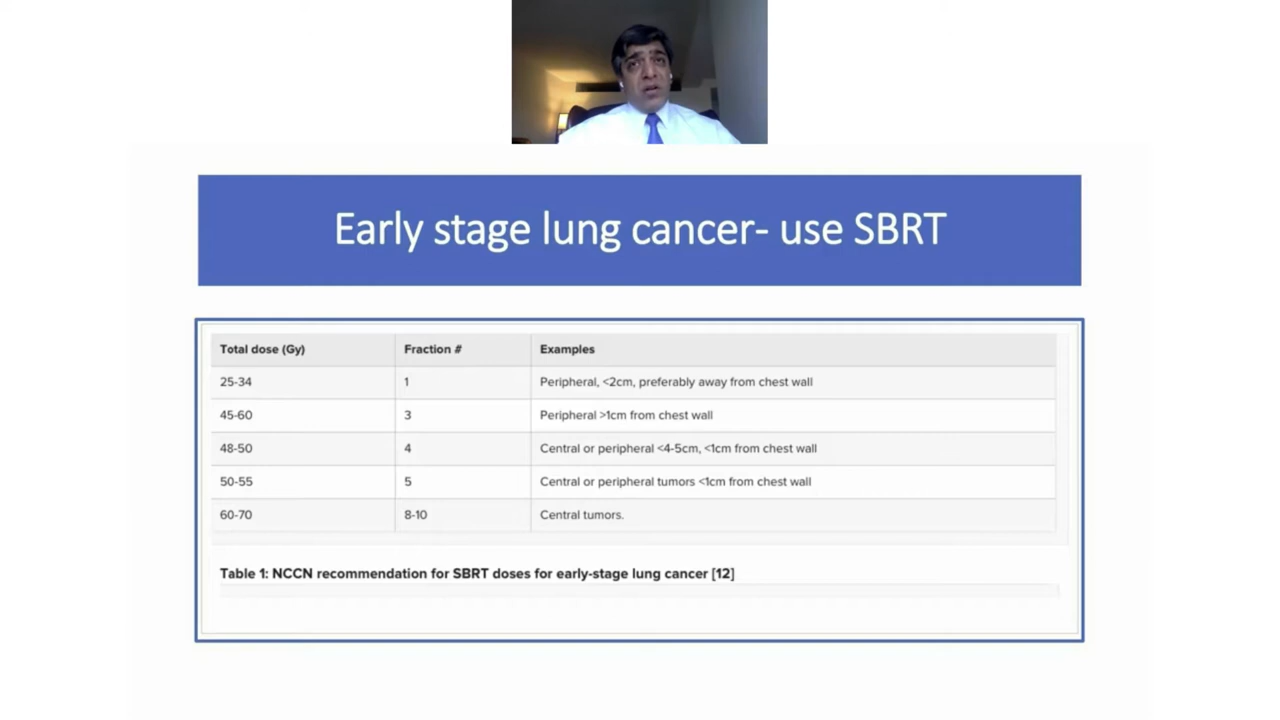 Early stage lung cancer- use SBRT
Total dose (Gy) Fraction # Examples
25-34 1 Peripheral, <2cm, preferably away from chest wall
45-60 3 Peripheral >1cm from chest wall
48-50 4 Central or peripheral <4-5cm, <1cm from chest wall
50-55 5 Central or peripheral tumors <1cm from chest wall
60-70 8-10 Central tumors.
Table 1: NCCN recommendation for SBRT doses for early-stage lung cancer [12]